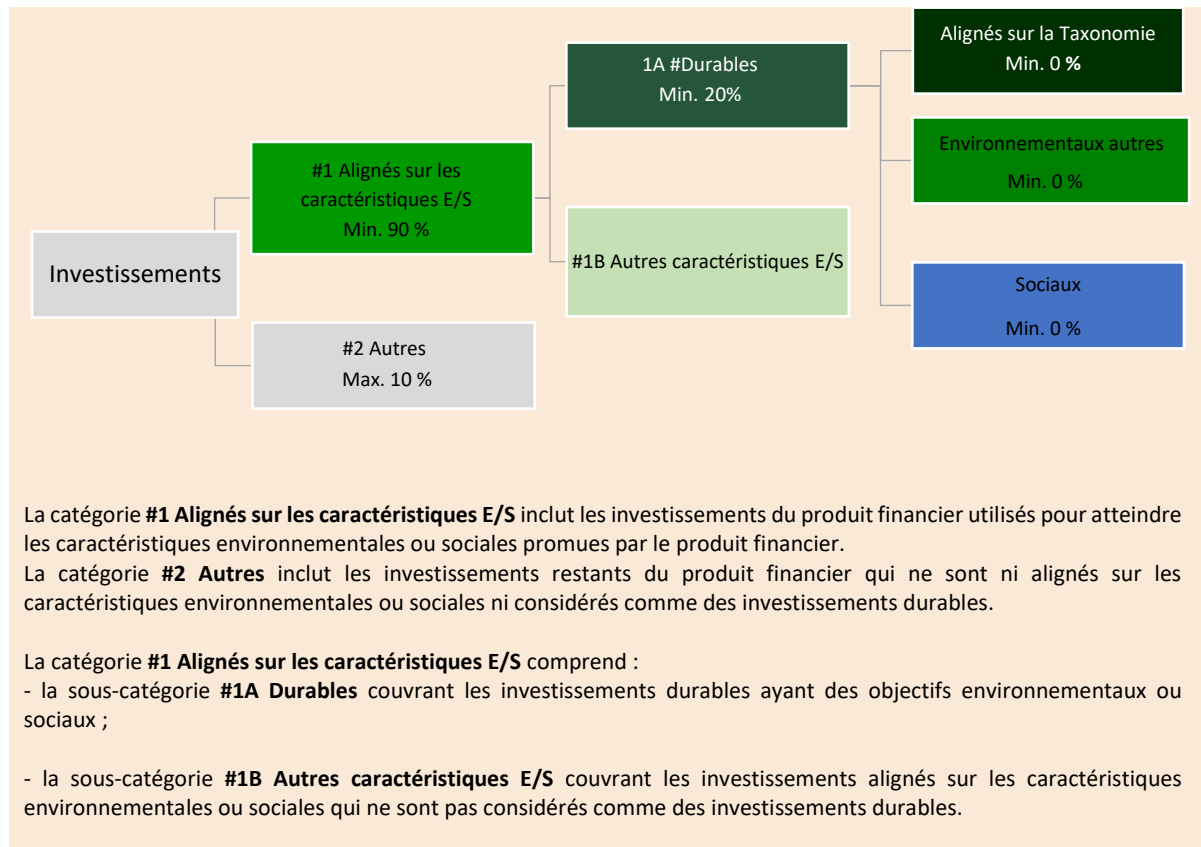 Investissements
#1 Alignés sur les
caractéristiques E/S
Min. 90 %
#2 Autres
Max. 10 %
1A #Durables
Min. 20%
#1B Autres caractéristiques E/S
Alignés sur la Taxonomie
Min. 0 %
Environnementaux autres
Min. 0 %
Sociaux
Min. 0 %
La catégorie #1 Alignés sur les caractéristiques E/S inclut les investissements du produit financier utilisés pour atteindre
les caractéristiques environnementales ou sociales promues par le produit financier.
La catégorie #2 Autres inclut les investissements restants du produit financier qui ne sont ni alignés sur les
caractéristiques environnementales ou sociales ni considérés comme des investissements durables.
La catégorie #1 Alignés sur les caractéristiques E/S comprend :
- la sous-catégorie #1A Durables couvrant les investissements durables ayant des objectifs environnementaux ou
sociaux ;
- la sous-catégorie #1B Autres caractéristiques E/S couvrant les investissements alignés sur les caractéristiques
environnementales ou sociales qui ne sont pas considérés comme des investissements durables.